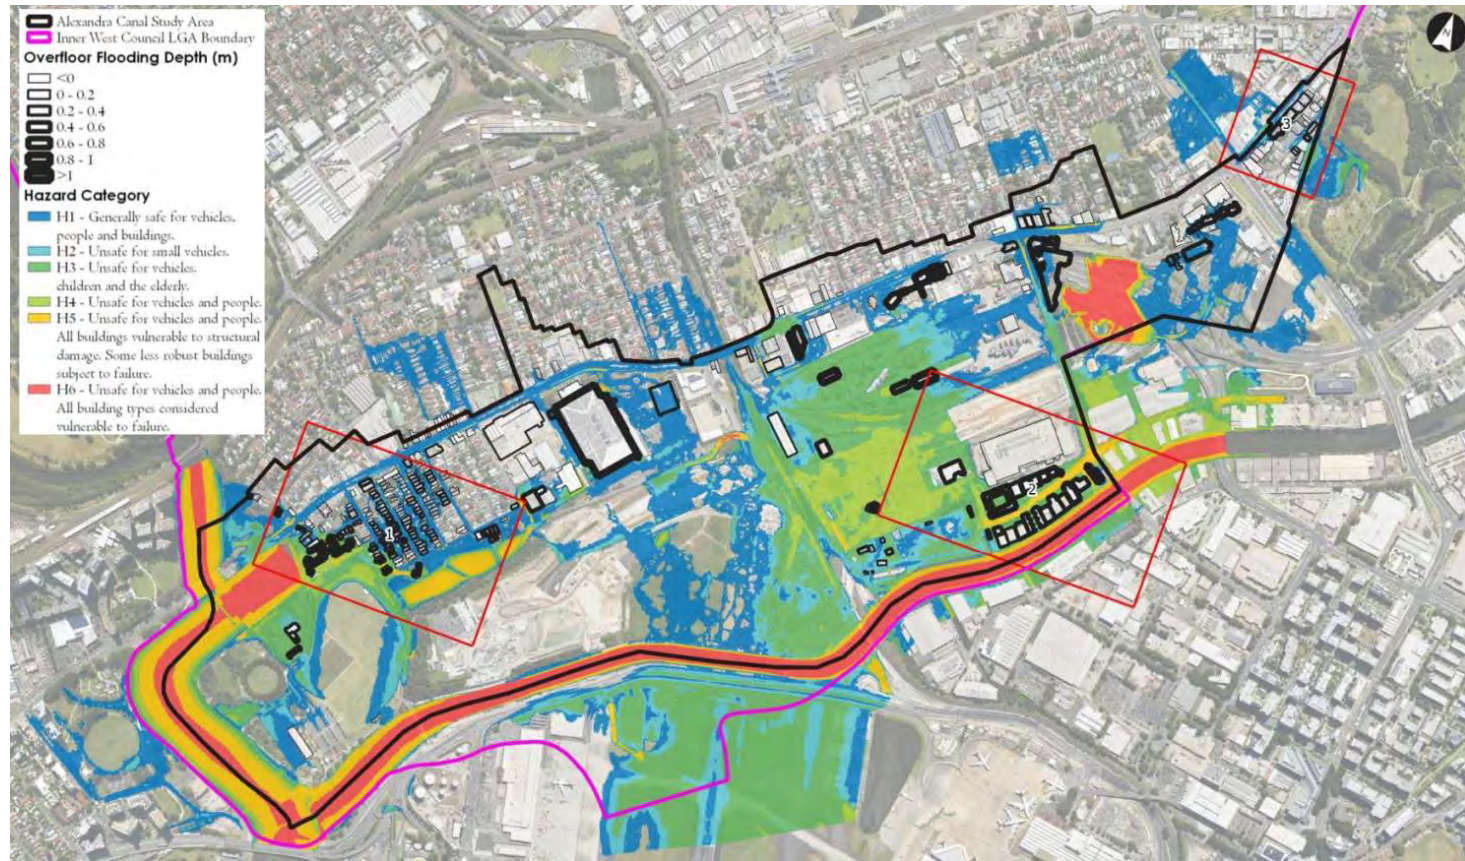 Alexandra Canal Study Area
Inner West Council LGA Boundary
Overfloor Flooding Depth (m)
<0
0 - 0.2
0.2 - 0.4
0.4 - 0.6
0.6 - 0.8
0.8 - 1
>1
Hazard Category
H1 - Generally safe for vehicles,
people and buildings.
H2 - Unsafe for small vehicles.
H3 - Unsafe for vehicles,
children and the elderly.
H4 - Unsafe for vehicles and people.
H5 - Unsafe for vehicles and people.
All buildings vulnerable to structural
damage. Some less robust buildings
subject to failure.
H6 - Unsafe for vehicles and people.
All building types considered
vulnerable to failure.
N
3
2
1